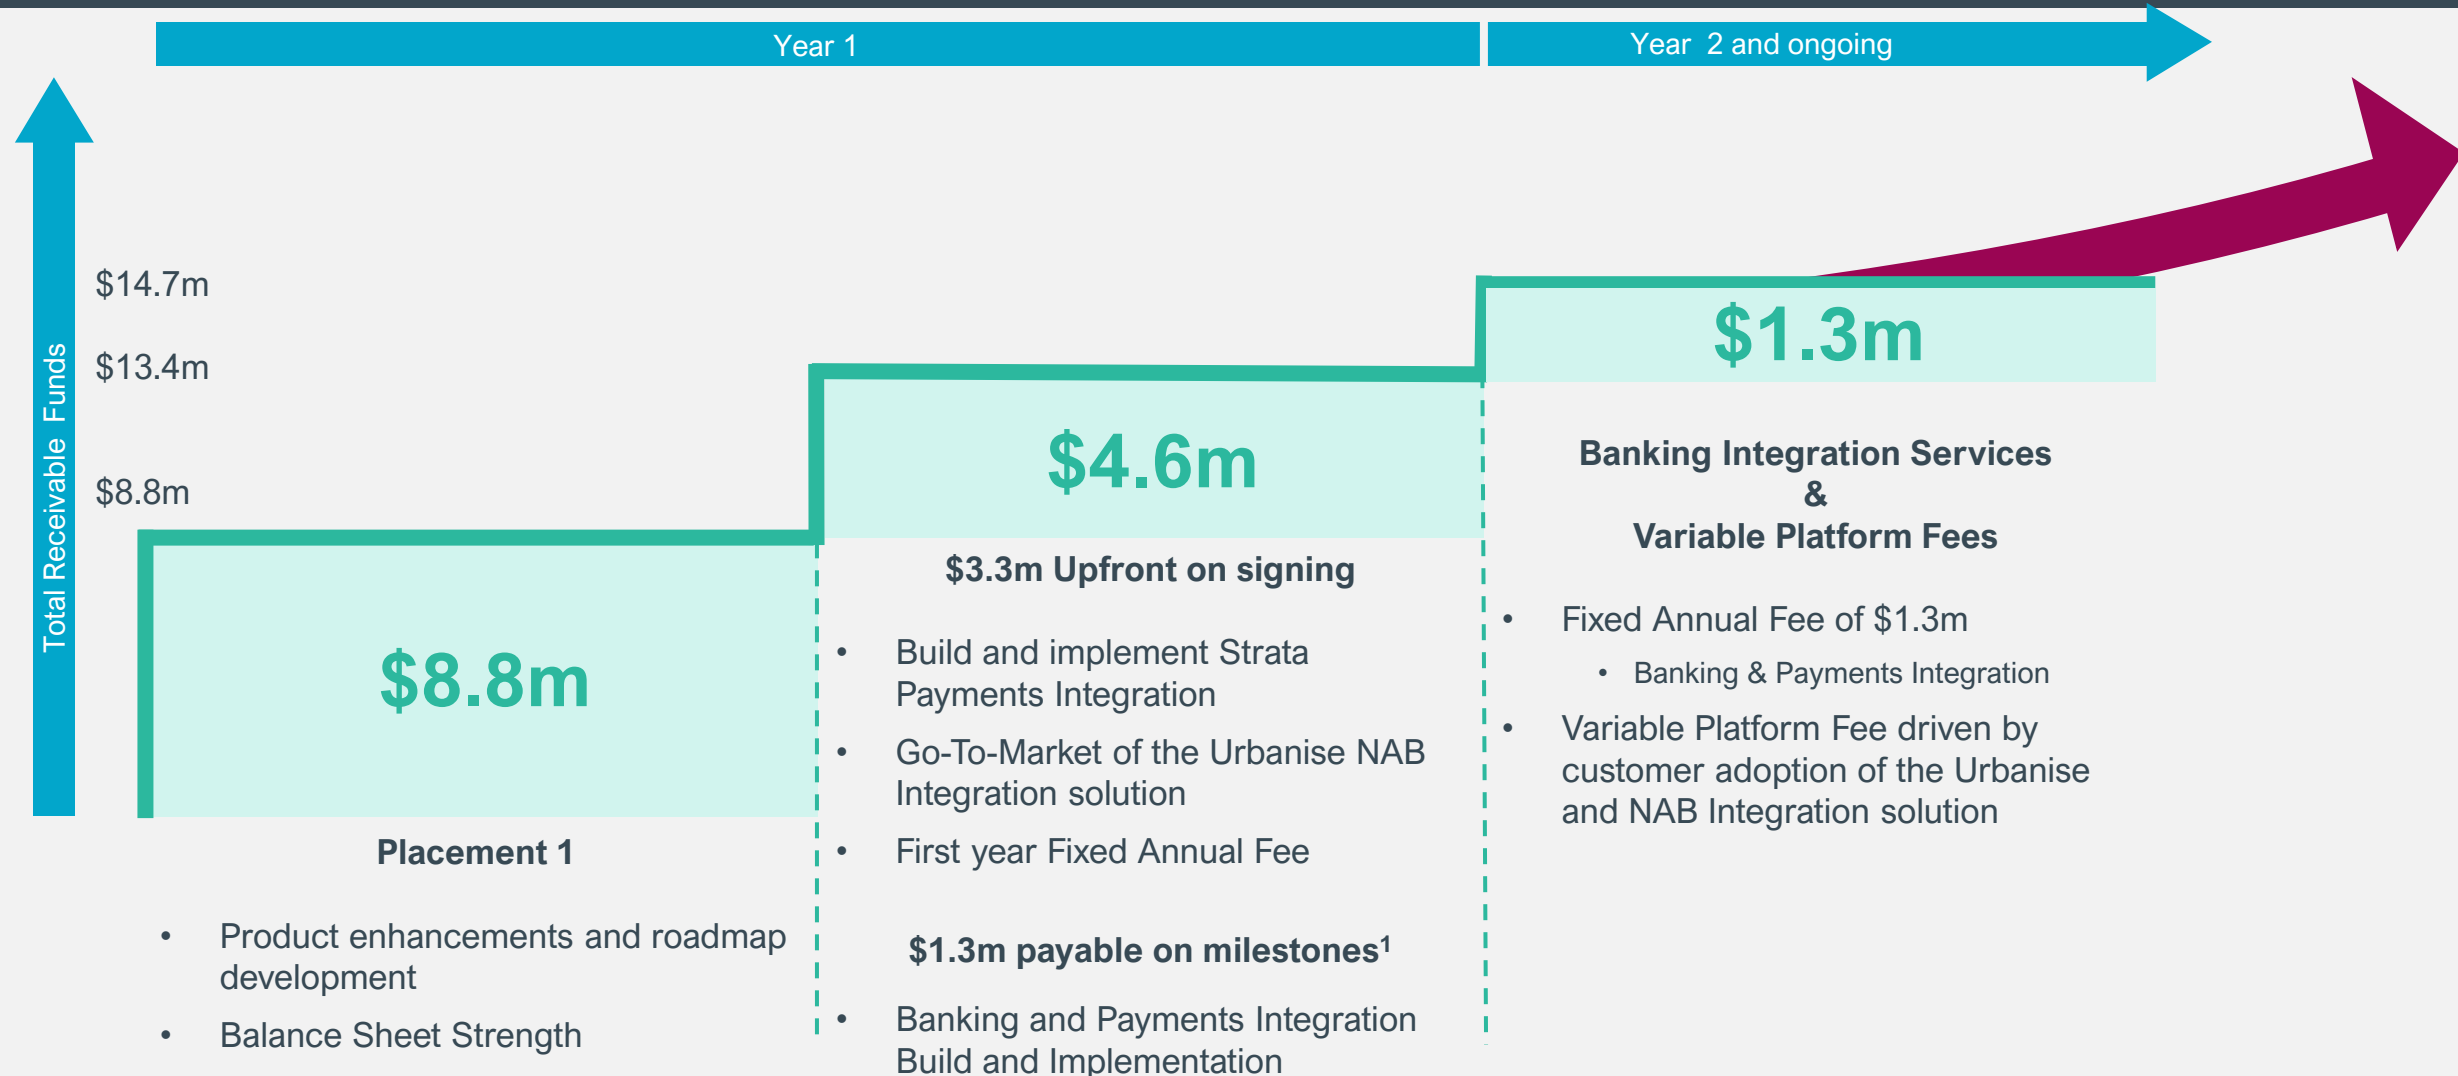 Year 1
Year 2 and ongoing
Total Receivable Funds
$14.7m
$13.4m
$8.8m
$8.8m
Placement 1
• Product enhancements and roadmap
development
• Balance Sheet Strength
$4.6m
$3.3m Upfront on signing
• Build and implement Strata
Payments Integration
• Go-To-Market of the Urbanise NAB
Integration solution
• First year Fixed Annual Fee
$1.3m payable on milestones¹
• Banking and Payments Integration
Build and Implementation
$1.3m
Banking Integration Services
&
Variable Platform Fees
• Fixed Annual Fee of $1.3m
• Banking & Payments Integration
• Variable Platform Fee driven by
customer adoption of the Urbanise
and NAB Integration solution